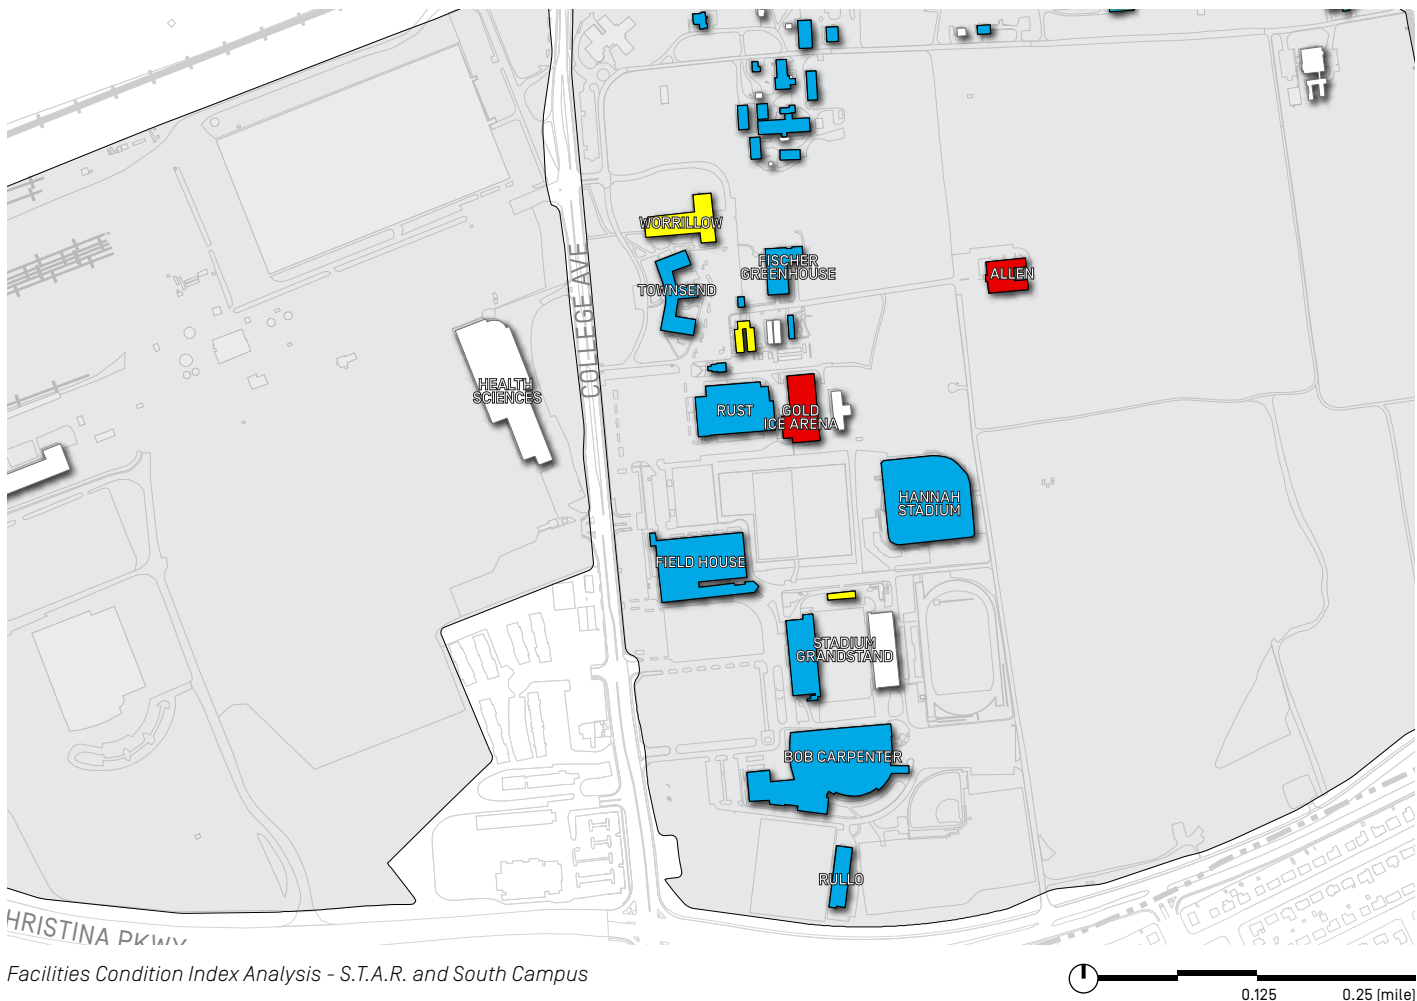 WORRILLOW
FISCHER
GREENHOUSE
ALLEN
TOWNSEND
COLLEGE AVE
HEALTH
SCIENCES
RUST
GOLD
ICE ARENA
HANNAH
STADIUM
FIELD HOUSE
STADIUM
GRANDSTAND
BOB CARPENTER
RULLO
HRISTINA PKWY
Facilities Condition Index Analysis - S.T.A.R. and South Campus
0.125
0.25 (mile)